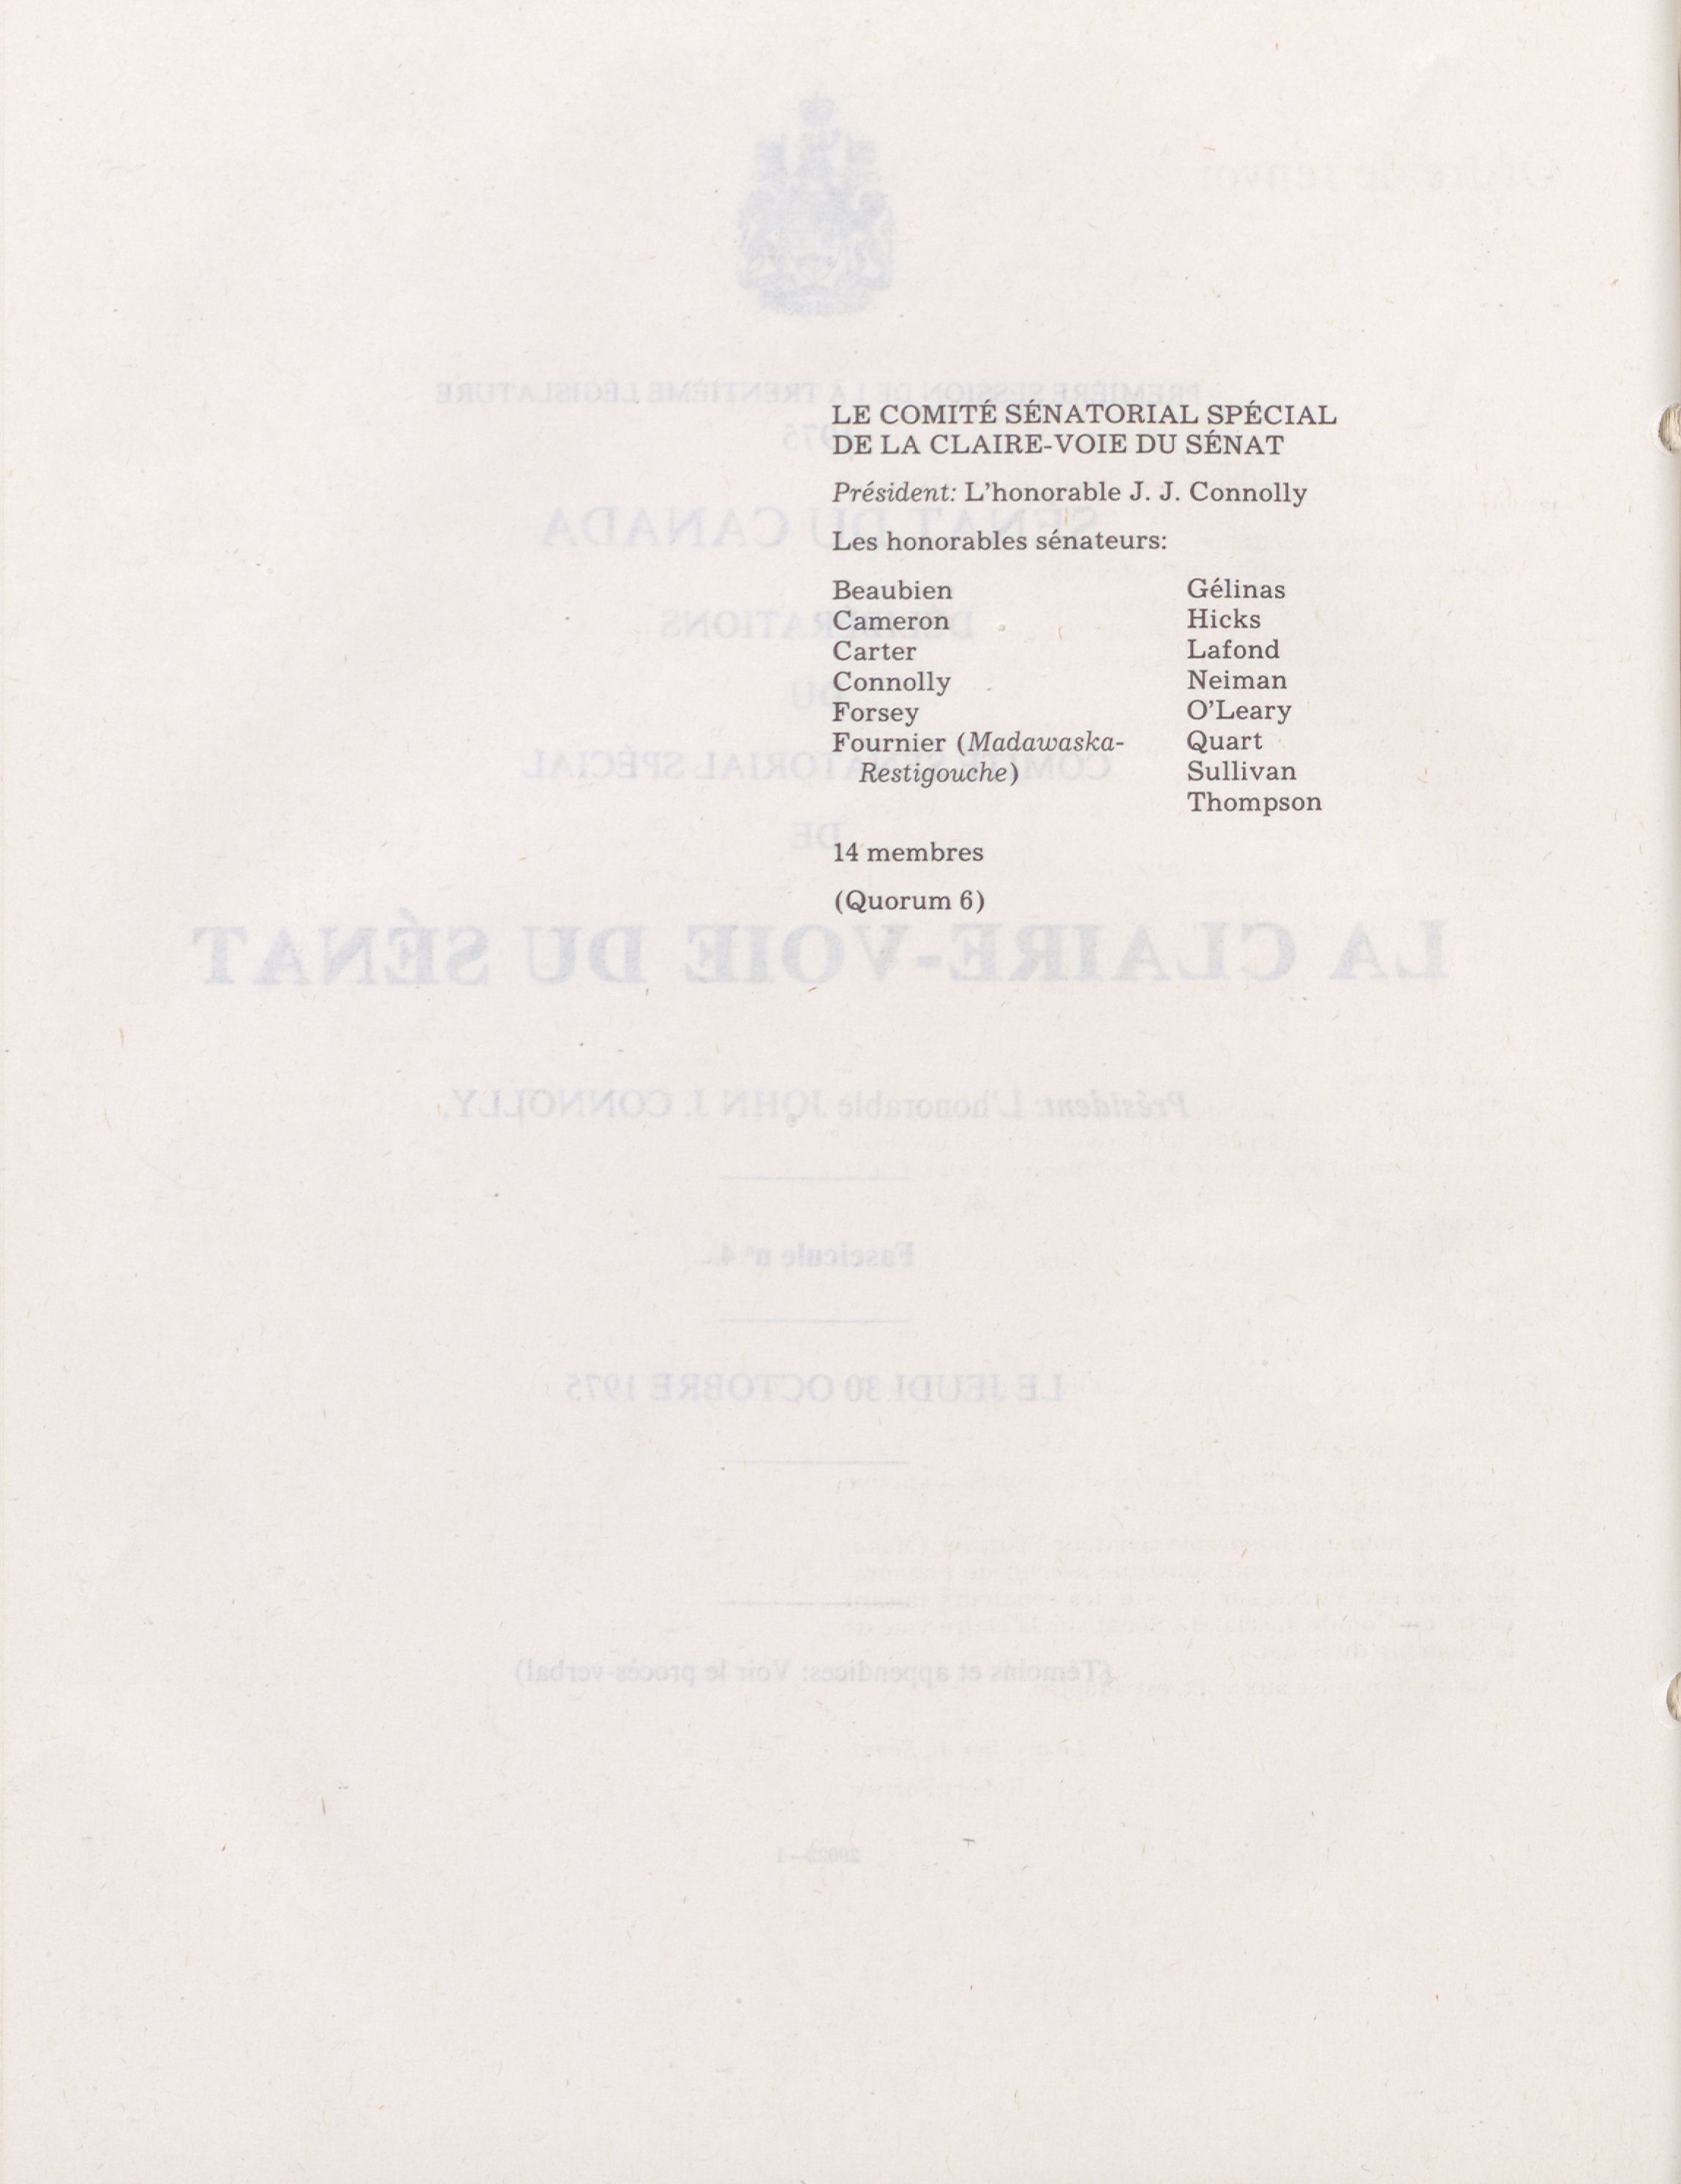 LE COMITÉ SÉNATORIAL SPÉCIAL
DE LA CLAIRE-VOIE DU SÉNAT
Président: L'honorable J. J. Connolly
Les honorables sénateurs:
Beaubien
Cameron
Carter
Connolly
Forsey
Fournier (Madawaska-
Restigouche)
Gélinas
Hicks
Lafond
Neiman
O'Leary
Quart
Sullivan
Thompson
14 membres
(Quorum 6)